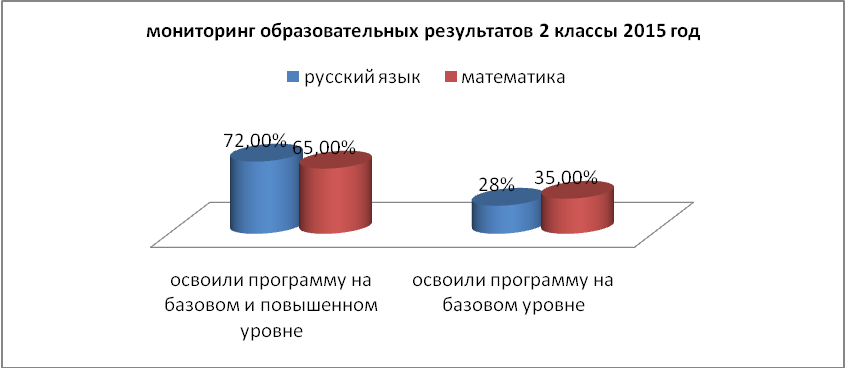 мониторинг образовательных результатов 2 классы 2015 год
русский язык математика
72,00% 65,00%
28% 35,00%
освоили программу на
базовом и повышенном
уровне
освоили программу на
базовом уровне